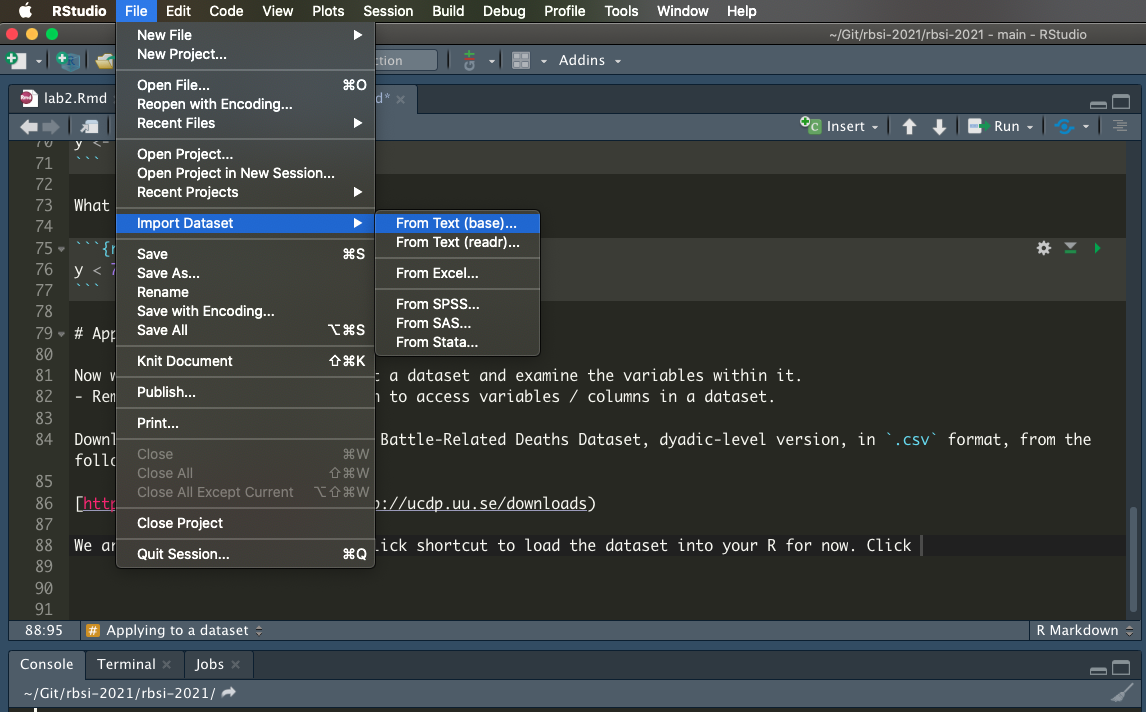 RStudio File Edit Code View Plots Session Build Debug Profile Tools Window Help
~/Git/rbsi-2021/rbsi-2021 - main - RStudio
Addins
lab2.Rmd
Insert Run
New File
New Project...
Open File... ⌘O
Reopen with Encoding...
Recent Files
Open Project...
Open Project in New Session...
Recent Projects
Import Dataset
Save ⌘S
Save As...
Rename
Save with Encoding...
Save All ⌥⌘S
Knit Document ⇧⌘K
Publish...
Print...
Close ⌘W
Close All ⇧⌘W
Close All Except Current ⌥⇧⌘W
Close Project
Quit Session... ⌘Q
From Text (base)...
From Text (readr)...
From Excel...
From SPSS...
From SAS...
From Stata...
70 y <-
71 ```
72
73 What
74
75 ```{r
76 y < 7
77 ```
78
79 # App
80
81 Now w t a dataset and examine the variables within it.
82 - Rem n to access variables / columns in a dataset.
83
84 Downl Battle-Related Deaths Dataset, dyadic-level version, in `.csv` format, from the
follo
85
86 [http ://ucdp.uu.se/downloads)
87
88 We ar ick shortcut to load the dataset into your R for now. Click
89
90
91
88:95 # Applying to a dataset R Markdown
Console Terminal Jobs
~/Git/rbsi-2021/rbsi-2021/